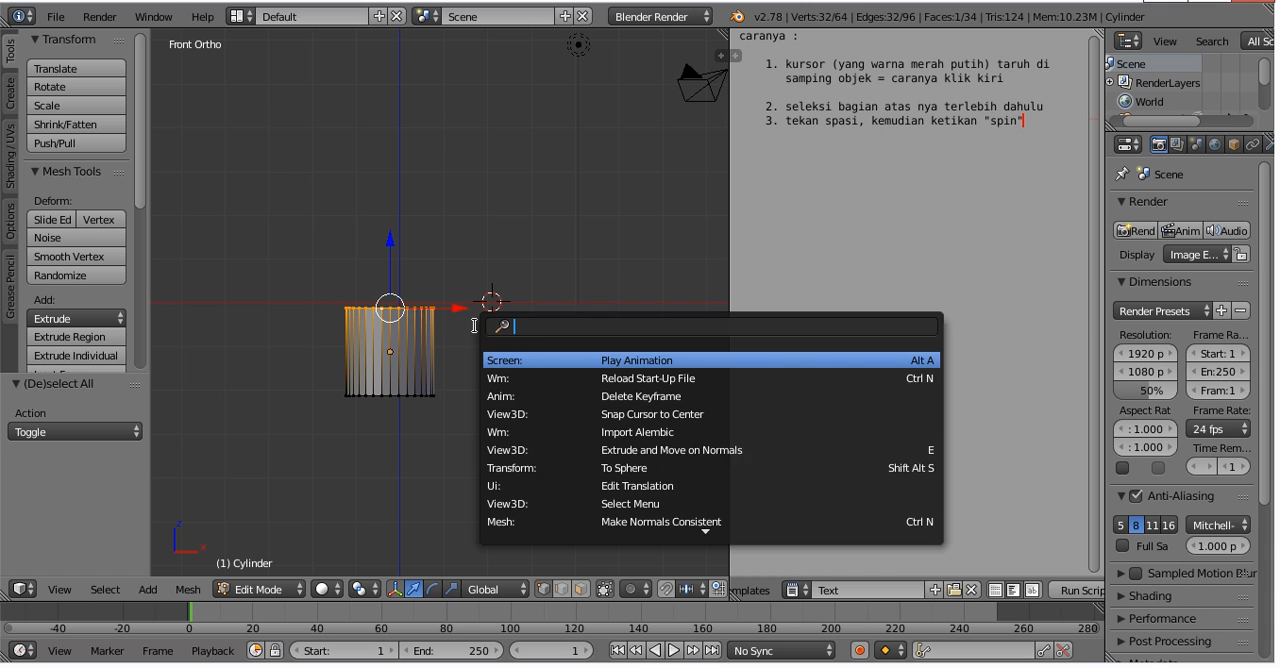 File Render Window Help Default Scene Blender Render v2.78 | Verts:32/64 | Edges:32/96 | Faces:1/34 | Tris:124 | Mem:10.23M | Cylinder
Tools
Create
Shading / UVs
Options
Grease Pencil
Transform
Translate
Rotate
Scale
Shrink/Fatten
Push/Pull
Mesh Tools
Deform:
Slide Ed Vertex
Noise
Smooth Vertex
Randomize
Add:
Extrude
Extrude Region
Extrude Individual
(De)select All
Action
Toggle
Front Ortho
z
x
(1) Cylinder
caranya :
1. kursor (yang warna merah putih) taruh di
samping objek = caranya klik kiri
2. seleksi bagian atas nya terlebih dahulu
3. tekan spasi, kemudian ketikan "spin"
Screen: Play Animation Alt A
Wm: Reload Start-Up File Ctrl N
Anim: Delete Keyframe
View3D: Snap Cursor to Center
Wm: Import Alembic
View3D: Extrude and Move on Normals E
Transform: To Sphere Shift Alt S
Ui: Edit Translation
View3D: Select Menu
Mesh: Make Normals Consistent Ctrl N
View Search All Sc
Scene
RenderLayers
World
Scene
Render
Rend Anim Audio
Display Image E...
Dimensions
Render Presets
Resolution: Frame Ra...
1920 p Start: 1
1080 p En:250
50% Fram:1
Aspect Rat Frame Rate:
: 1.000 24 fps
: 1.000 Time Rem...
1
Anti-Aliasing
5 8 11 16 Mitchell-
Full Sa 1.000 p
Sampled Motion Blur
Shading
Performance
Post Processing
View Select Add Mesh Edit Mode Global
mplates Text Run Scrip
-40 -20 0 20 40 60 80 100 120 140 160 180 200 220 240 260 280
View Marker Frame Playback Start: 1 End: 250 1 No Sync